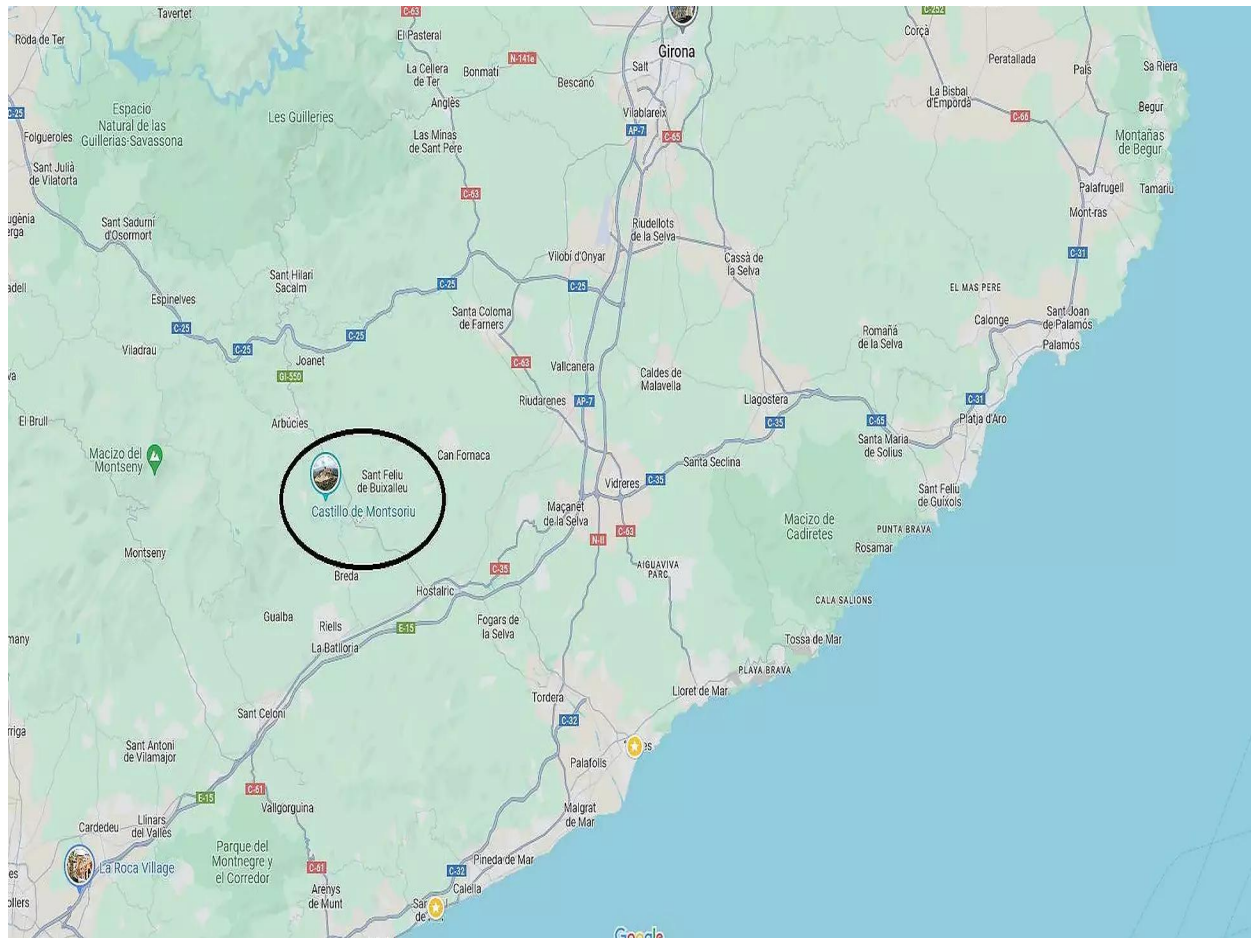 Tavertet
C-63
C-252
Roda de Ter
El Pasteral
Corçà
Girona
La Cellera
de Ter
Bonmatí
N-141e
Bescanó
Salt
Peratallada
Pals
Sa Riera
Espacio
Natural de las
Guillerias-Savassona
Les Guilleries
Anglès
Vilablareix
La Bisbal
d'Empordà
Begur
C-25
C-66
Folgueroles
Las Minas
de Sant Pere
AP-7
C-65
Montañas
de Begur
Sant Julià
de Vilatorta
C-63
Palafrugell
Tamariu
Mont-ras
Sant Sadurní
d'Osormort
Riudellots
de la Selva
Vilobí d'Onyar
Cassà de
la Selva
C-31
Sant Hilari
Sacalm
C-25
C-25
EL MAS PERE
Espinelves
Santa Coloma
de Farners
Calonge
Sant Joan
de Palamós
C-25
C-25
C-25
Romañá
de la Selva
Palamós
Viladrau
Joanet
C-63
Vallcanera
Caldes de
Malavella
GI-550
Riudarenes
AP-7
Llagostera
C-31
El Brull
Arbúcies
C-35
C-65
Platja d'Aro
Macizo del
Montseny
Can Fornaca
Santa Maria
de Solius
Santa Seclina
Sant Feliu
de Buixalleu
Vidreres
C-35
Sant Feliu
de Guíxols
Castillo de Montsoriu
Maçanet
de la Selva
Macizo de
Cadiretes
PUNTA BRAVA
N-II
C-63
Rosamar
Montseny
Breda
C-35
AIGUAVIVA
PARC
Hostalric
CALA SALIONS
Gualba
Riells
E-15
Fogars de
la Selva
La Batllòria
Tossa de Mar
PLAYA BRAVA
Tordera
Lloret de Mar
Sant Celoni
C-32
Sant Antoni
de Vilamajor
Palafolls
C-61
E-15
Vallgorguina
Malgrat
de Mar
Cardedeu
Llinars
del Vallès
Parque del
Montnegre y
el Corredor
La Roca Village
C-61
C-32
Pineda de Mar
Calella
Arenys
de Munt
Google